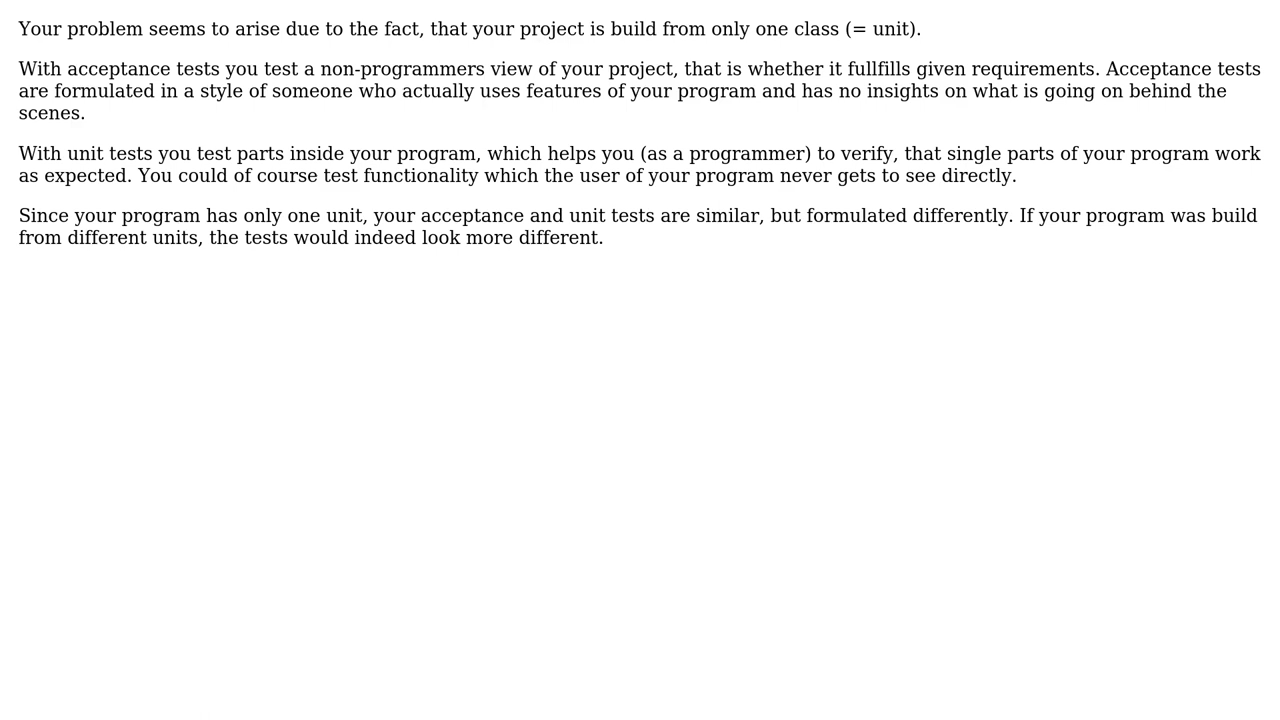 Your problem seems to arise due to the fact, that your project is build from only one class (= unit).
With acceptance tests you test a non-programmers view of your project, that is whether it fullfills given requirements. Acceptance tests
are formulated in a style of someone who actually uses features of your program and has no insights on what is going on behind the
scenes.
With unit tests you test parts inside your program, which helps you (as a programmer) to verify, that single parts of your program work
as expected. You could of course test functionality which the user of your program never gets to see directly.
Since your program has only one unit, your acceptance and unit tests are similar, but formulated differently. If your program was build
from different units, the tests would indeed look more different.